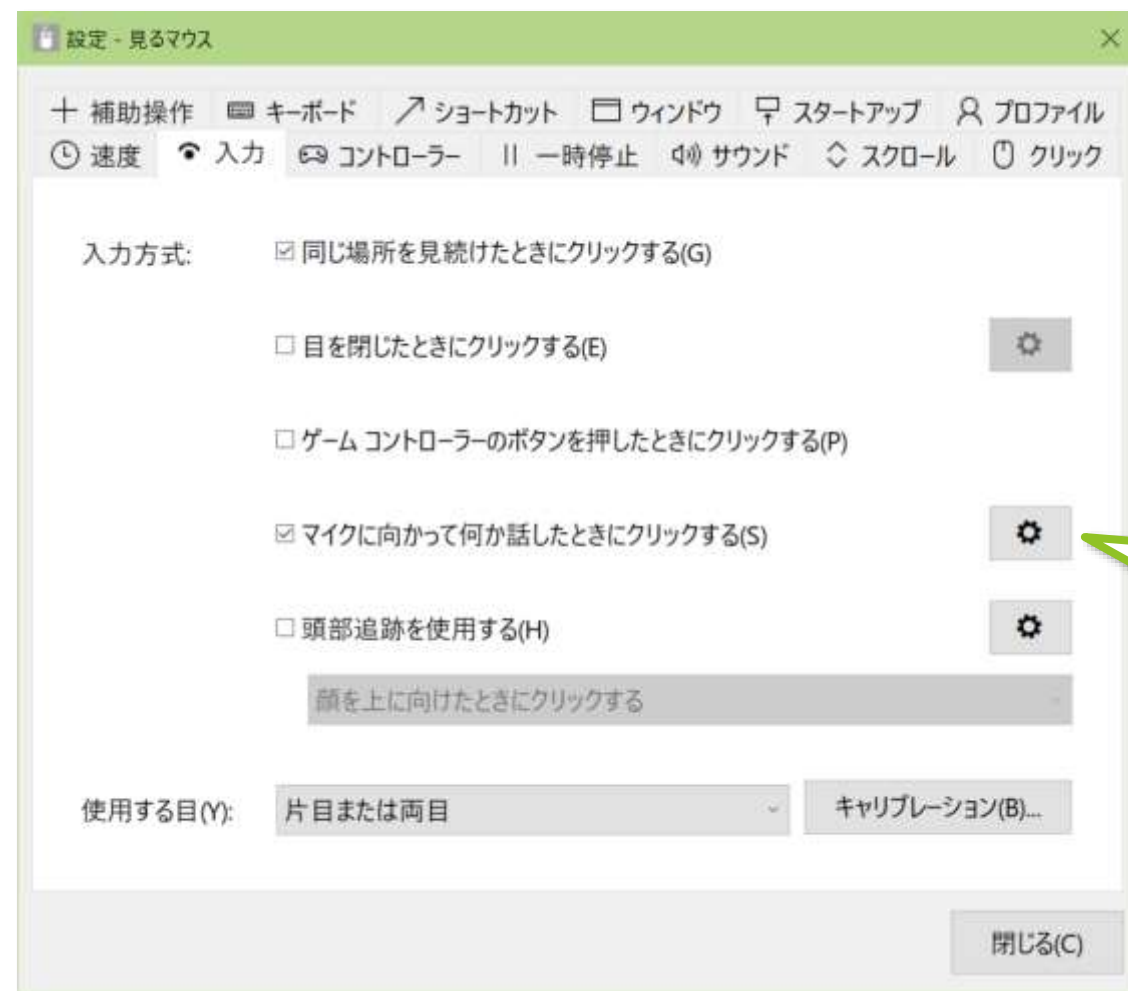 設定 - 見るマウス
補助操作 キーボード ショートカット ウィンドウ スタートアップ プロファイル
速度 入力 コントローラー 一時停止 サウンド スクロール クリック
入力方式: 同じ場所を見続けたときにクリックする(G)
目を閉じたときにクリックする(E)
ゲーム コントローラーのボタンを押したときにクリックする(P)
マイクに向かって何か話したときにクリックする(S)
頭部追跡を使用する(H)
顔を上に向けたときにクリックする
使用する目(Y): 片目または両目 キャリブレーション(B)...
閉じる(C)